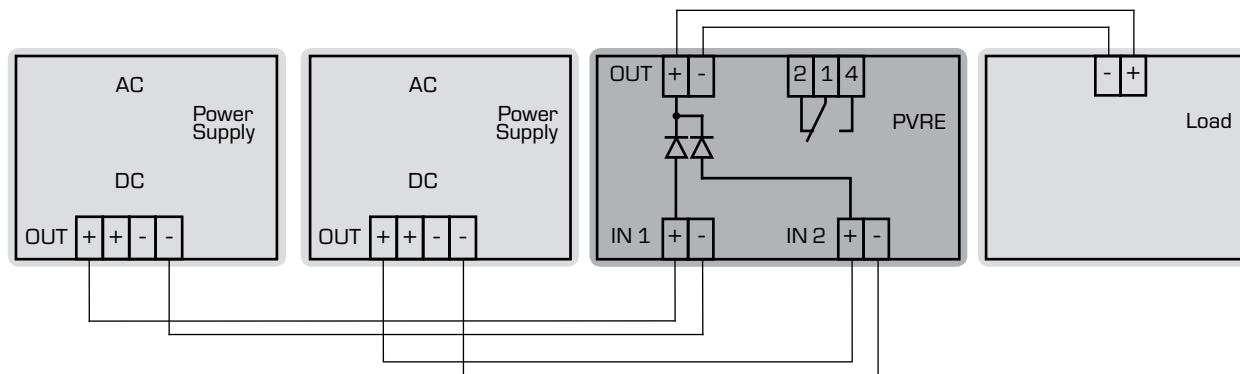 AC
Power
Supply
DC
OUT + + - -
AC
Power
Supply
DC
OUT + + - -
OUT + -
2 1 4
PVRE
IN 1 + -
IN 2 + -
- +
Load